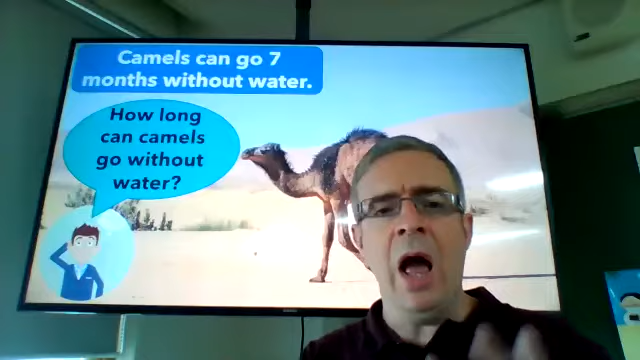 Camels can go 7
months without water.
How long
can camels
go without
water?